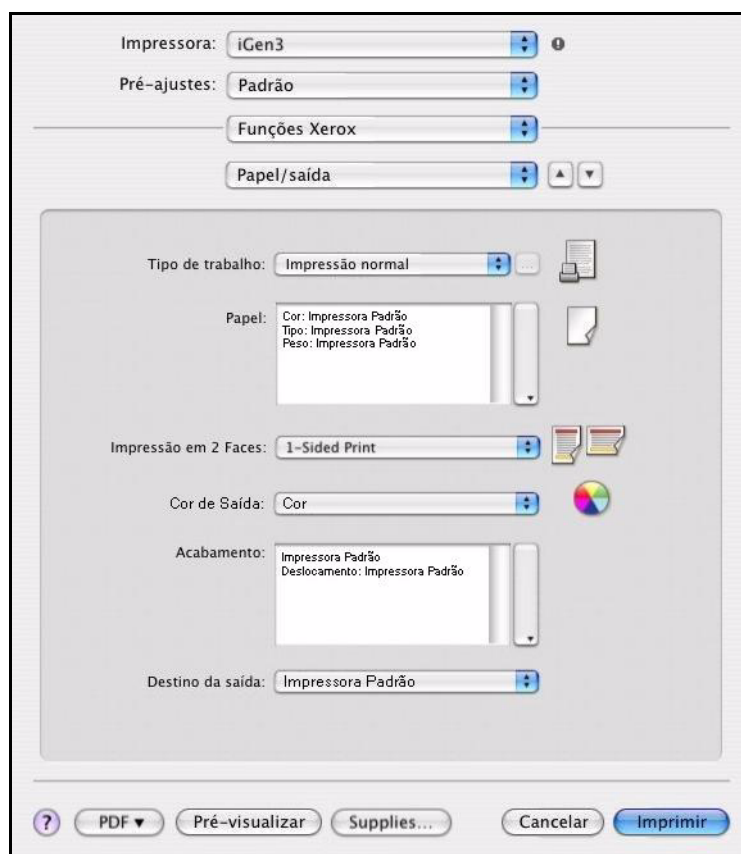 Impressora: iGen3
Pré-ajustes: Padrão
Funções Xerox
Papel/saída
Tipo de trabalho: Impressão normal ...
Papel: Cor: Impressora Padrão
Tipo: Impressora Padrão
Peso: Impressora Padrão
Impressão em 2 Faces: 1-Sided Print
Cor de Saída: Cor
Acabamento: Impressora Padrão
Deslocamento: Impressora Padrão
Destino da saída: Impressora Padrão
? PDF Pré-visualizar Supplies... Cancelar Imprimir